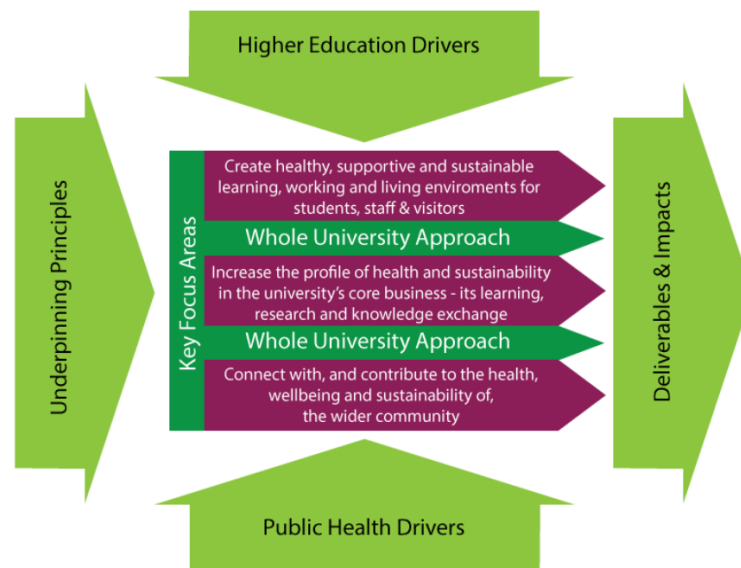 Higher Education Drivers
Underpinning Principles
Key Focus Areas
Create healthy, supportive and sustainable
learning, working and living enviroments for
students, staff & visitors
Whole University Approach
Increase the profile of health and sustainability
in the university's core business - its learning,
research and knowledge exchange
Whole University Approach
Connect with, and contribute to the health,
wellbeing and sustainability of,
the wider community
Deliverables & Impacts
Public Health Drivers